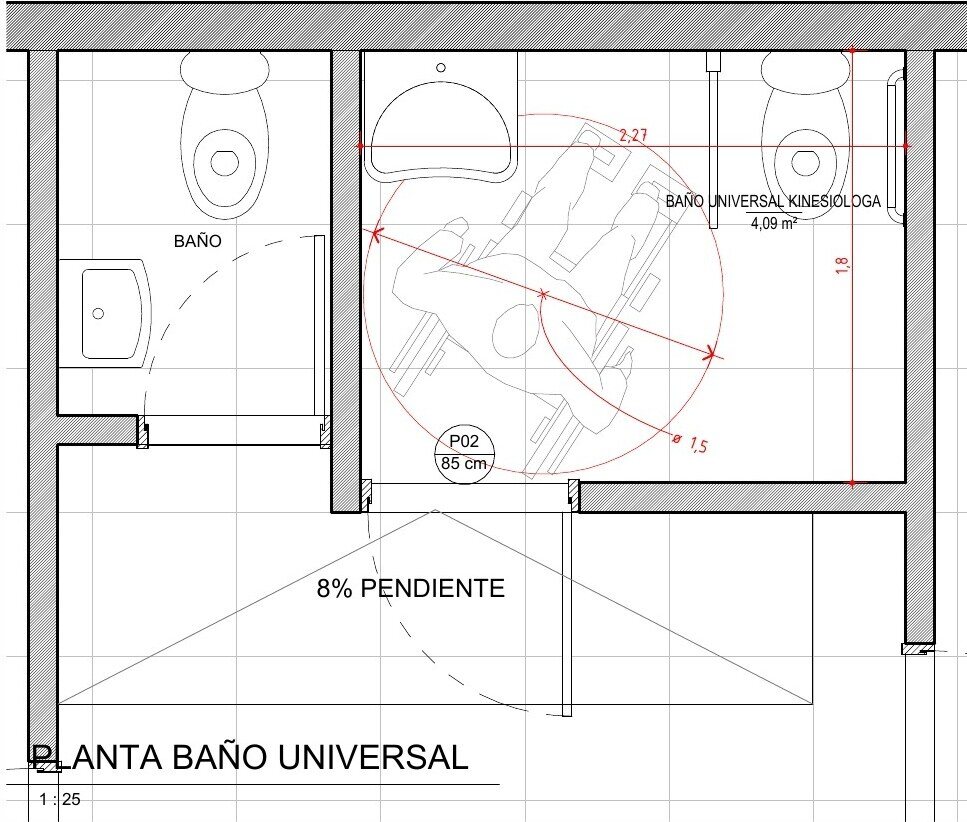 2,27
BAÑO UNIVERSAL KINESIOLOGA
4,09 m²
BAÑO
1,8
P02
85 cm
ø 1,5
8% PENDIENTE
PLANTA BAÑO UNIVERSAL
1 : 25